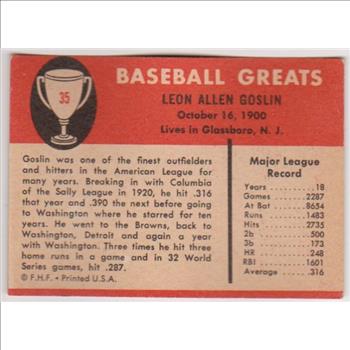 35
BASEBALL GREATS
LEON ALLEN GOSLIN
October 16, 1900
Lives in Glassboro, N. J.
Goslin was one of the finest outfielders
and hitters in the American League for
many years. Breaking in with Columbia
of the Sally League in 1920, he hit .316
that year and .390 the next before going
to Washington where he starred for ten
years. He went to the Browns, back to
Washington, Detroit and again a year
with Washington. Three times he hit three
home runs in a game and in 32 World
Series games, hit .287.
© F.H.F. • Printed U.S.A.
Major League
Record
Years 18
Games 2287
At Bat 8654
Runs 1483
Hits 2735
2b 500
3b 173
HR 248
RBI 1601
Average .316